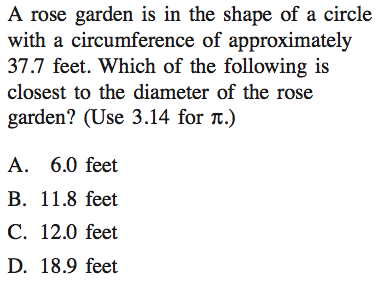 A rose garden is in the shape of a circle
with a circumference of approximately
37.7 feet. Which of the following is
closest to the diameter of the rose
garden? (Use 3.14 for π.)
A. 6.0 feet
B. 11.8 feet
C. 12.0 feet
D. 18.9 feet